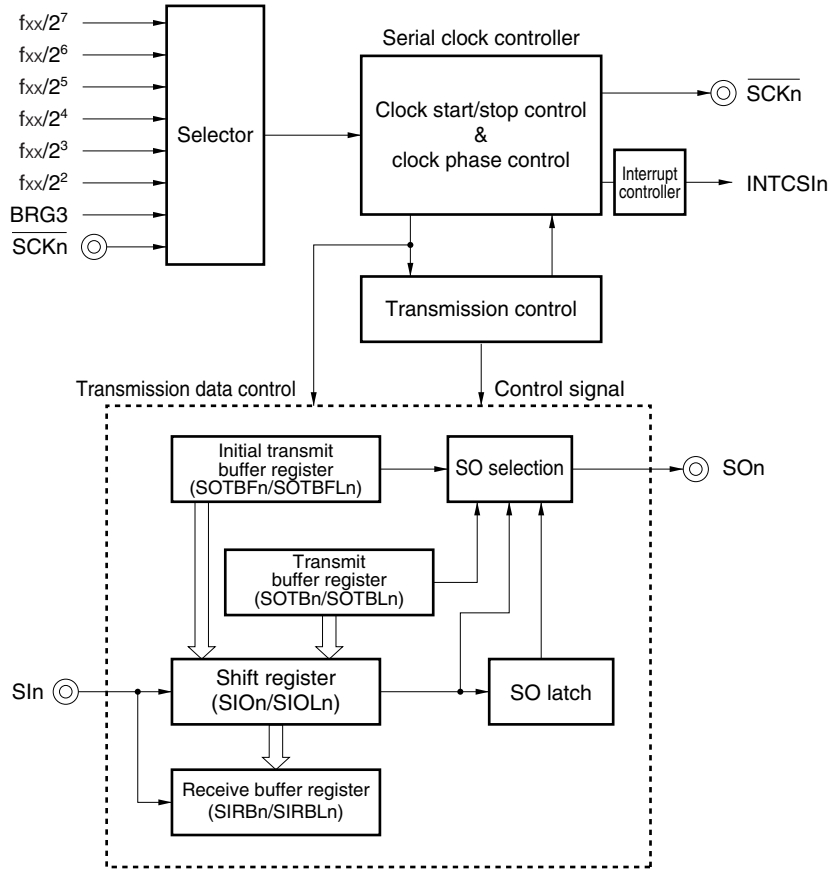 fxx/2⁷
fxx/2⁶
fxx/2⁵
fxx/2⁴
fxx/2³
fxx/2²
BRG3
S̅C̅K̅n̅
Selector
Serial clock controller
Clock start/stop control
&
clock phase control
S̅C̅K̅n̅
Interrupt
controller
INTCSIn
Transmission control
Transmission data control
Control signal
Initial transmit
buffer register
(SOTBFn/SOTBFLn)
SO selection
SOn
Transmit
buffer register
(SOTBn/SOTBLn)
SIn
Shift register
(SIOn/SIOLn)
SO latch
Receive buffer register
(SIRBn/SIRBLn)